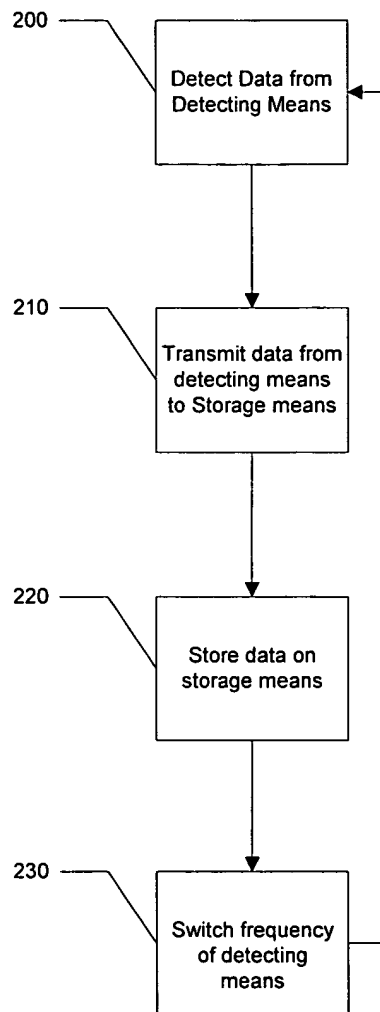 200
Detect Data from
Detecting Means
210
Transmit data from
detecting means
to Storage means
220
Store data on
storage means
230
Switch frequency
of detecting
means